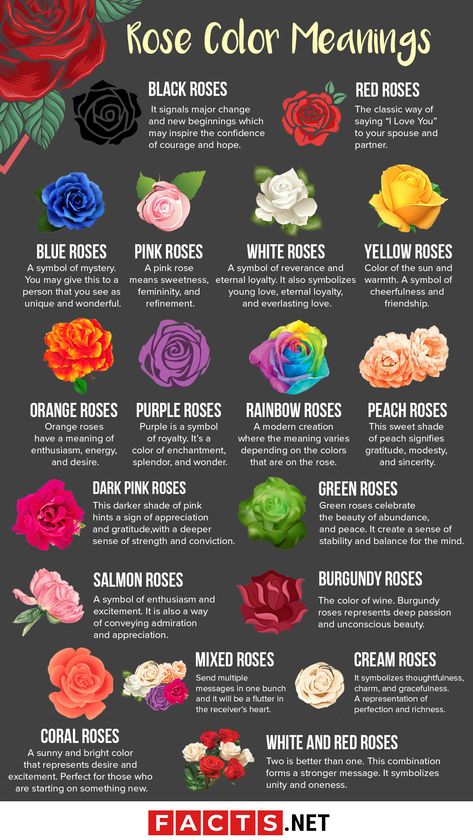 Rose Color Meanings
BLACK ROSES
It signals major change
and new beginnings which
may inspire the confidence
of courage and hope.
RED ROSES
The classic way of
saying “I Love You”
to your spouse and
partner.
BLUE ROSES
A symbol of mystery.
You may give this to a
person that you see as
unique and wonderful.
PINK ROSES
A pink rose
means sweetness,
femininity, and
refinement.
WHITE ROSES
A symbol of reverance and
eternal loyalty. It also symbolizes
young love, eternal loyalty,
and everlasting love.
YELLOW ROSES
Color of the sun and
warmth. A symbol of
cheerfulness and
friendship.
ORANGE ROSES
Orange roses
have a meaning of
enthusiasm, energy,
and desire.
PURPLE ROSES
Purple is a symbol
of royalty. It's a
color of enchantment,
splendor, and wonder.
RAINBOW ROSES
A modern creation
where the meaning varies
depending on the colors
that are on the rose.
PEACH ROSES
This sweet shade
of peach signifies
gratitude, modesty,
and sincerity.
DARK PINK ROSES
This darker shade of pink
hints a sign of appreciation
and gratitude,with a deeper
sense of strength and conviction.
GREEN ROSES
Green roses celebrate
the beauty of abundance,
and peace. It create a sense of
stability and balance for the mind.
SALMON ROSES
A symbol of enthusiasm and
excitement. It is also a way
of conveying admiration
and appreciation.
BURGUNDY ROSES
The color of wine. Burgundy
roses represents deep passion
and unconscious beauty.
MIXED ROSES
Send multiple
messages in one bunch
and it will be a flutter in
the receiver's heart.
CREAM ROSES
It symbolizes thoughtfulness,
charm, and gracefulness.
A representation of
perfection and richness.
CORAL ROSES
A sunny and bright color
that represents desire and
excitement. Perfect for those who
are starting on something new.
WHITE AND RED ROSES
Two is better than one. This combination
forms a stronger message. It symbolizes
unity and oneness.
FACTS.NET